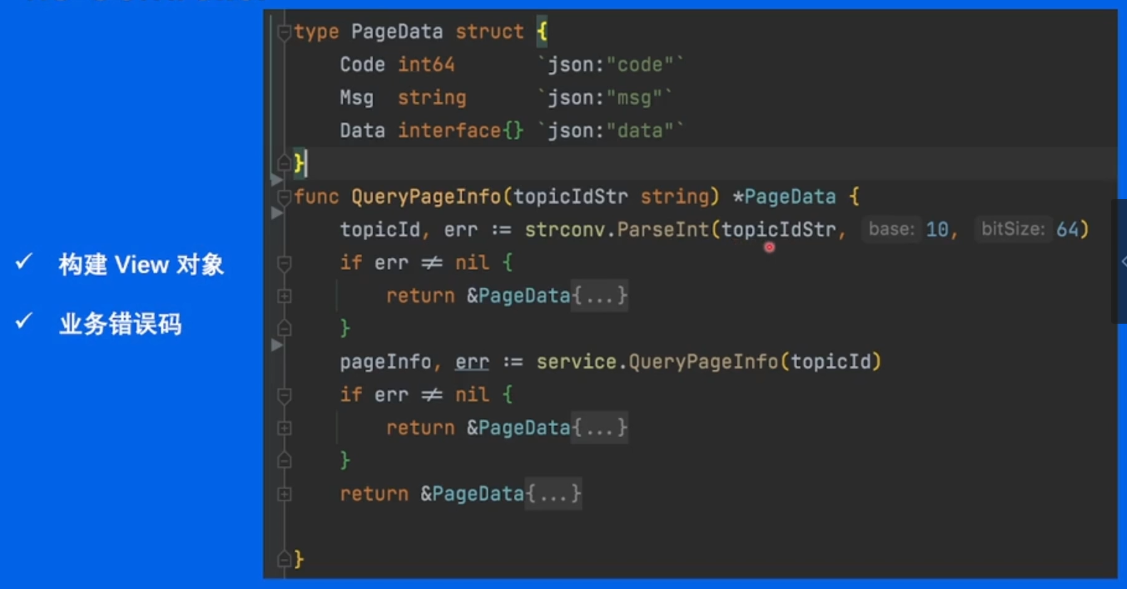 ✓ 构建 View 对象
✓ 业务错误码
type PageData struct {
    Code int64       `json:"code"`
    Msg  string      `json:"msg"`
    Data interface{} `json:"data"`
}
func QueryPageInfo(topicIdStr string) *PageData {
    topicId, err := strconv.ParseInt(topicIdStr, base: 10, bitSize: 64)
    if err ≠ nil {
        return &PageData{...}
    }
    pageInfo, err := service.QueryPageInfo(topicId)
    if err ≠ nil {
        return &PageData{...}
    }
    return &PageData{...}
}